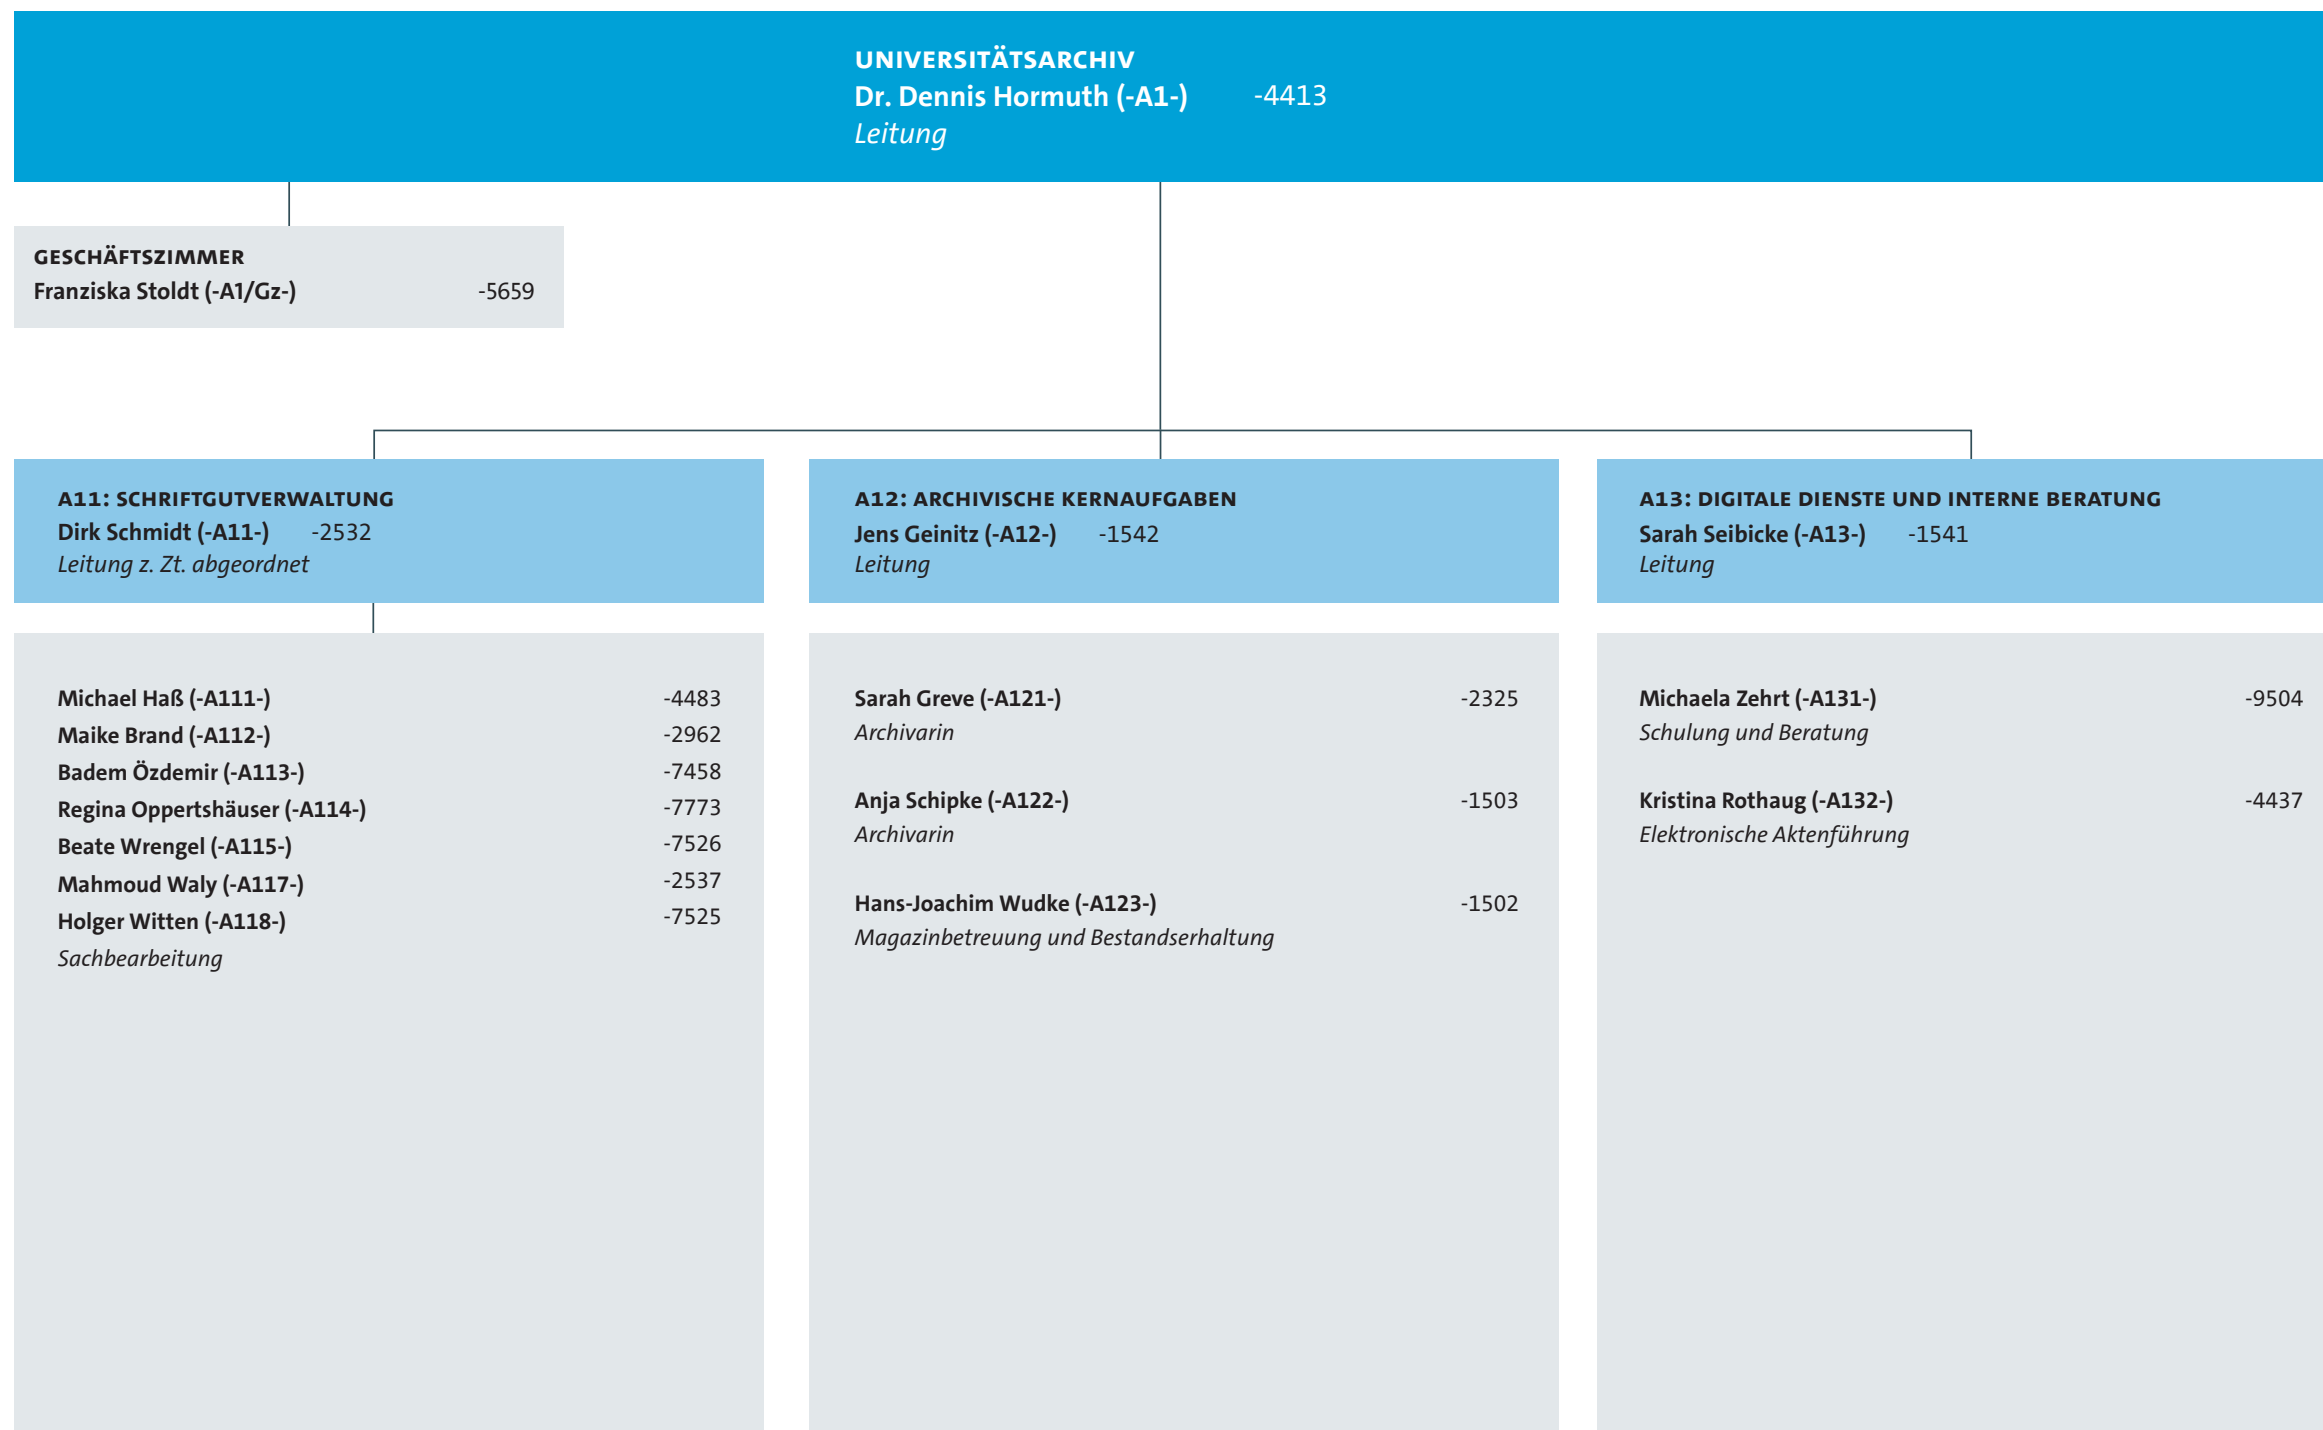 UNIVERSITÄTSARCHIV
Dr. Dennis Hormuth (-A1-) -4413
Leitung
GESCHÄFTSZIMMER
Franziska Stoldt (-A1/Gz-) -5659
A11: SCHRIFTGUTVERWALTUNG
Dirk Schmidt (-A11-) -2532
Leitung z. Zt. abgeordnet
Michael Haß (-A111-) -4483
Maike Brand (-A112-) -2962
Badem Özdemir (-A113-) -7458
Regina Oppertshäuser (-A114-) -7773
Beate Wrengel (-A115-) -7526
Mahmoud Waly (-A117-) -2537
Holger Witten (-A118-) -7525
Sachbearbeitung
A12: ARCHIVISCHE KERNAUFGABEN
Jens Geinitz (-A12-) -1542
Leitung
Sarah Greve (-A121-) -2325
Archivarin
Anja Schipke (-A122-) -1503
Archivarin
Hans-Joachim Wudke (-A123-) -1502
Magazinbetreuung und Bestandserhaltung
A13: DIGITALE DIENSTE UND INTERNE BERATUNG
Sarah Seibicke (-A13-) -1541
Leitung
Michaela Zehrt (-A131-) -9504
Schulung und Beratung
Kristina Rothaug (-A132-) -4437
Elektronische Aktenführung